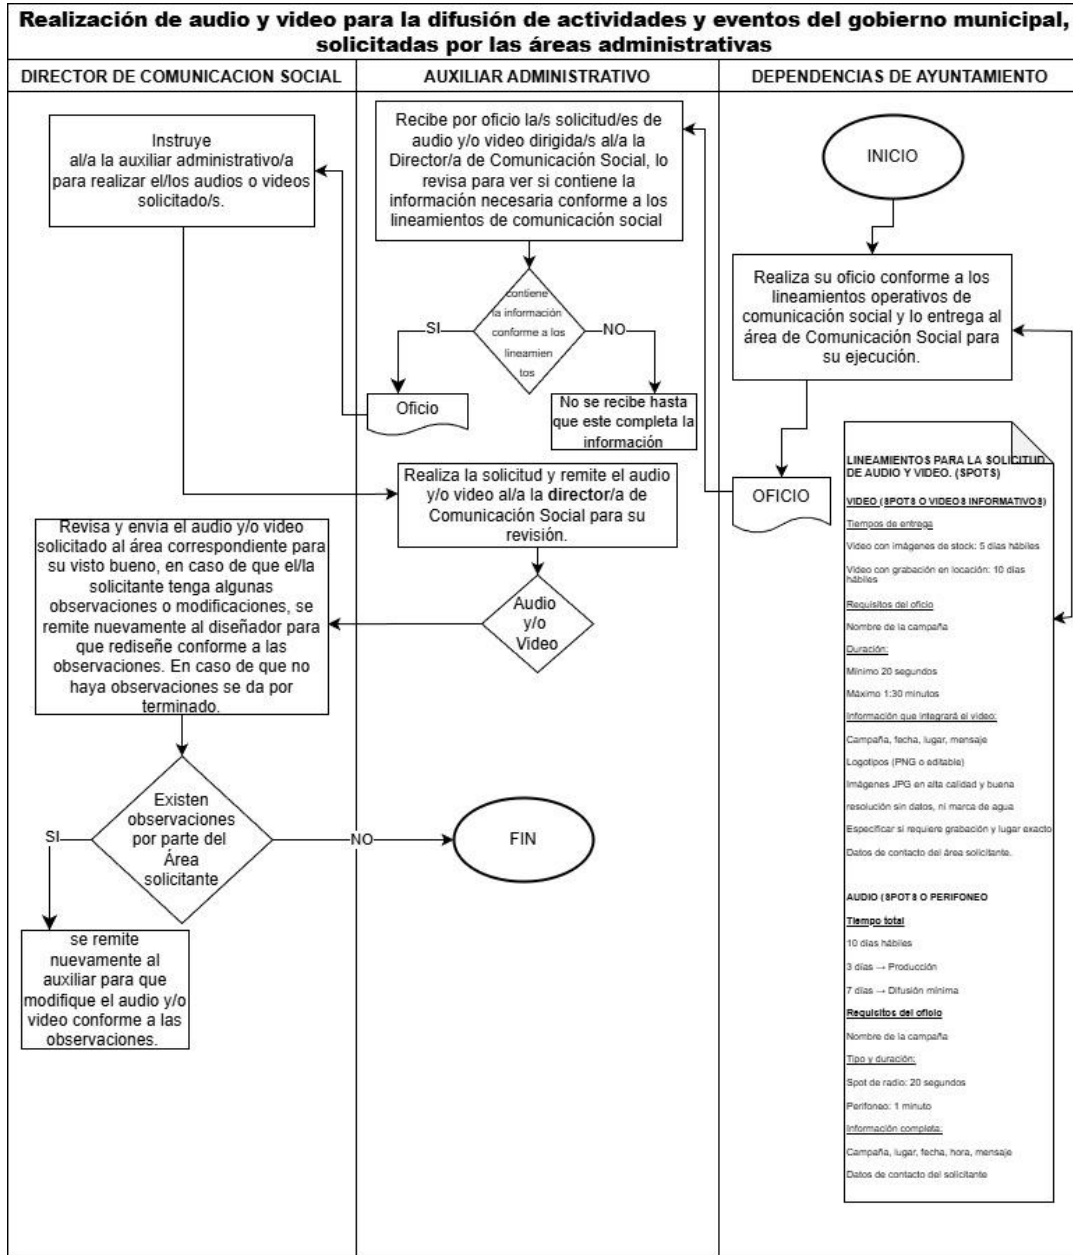 Realización de audio y video para la difusión de actividades y eventos del gobierno municipal,
solicitadas por las áreas administrativas
DIRECTOR DE COMUNICACION SOCIAL
AUXILIAR ADMINISTRATIVO
DEPENDENCIAS DE AYUNTAMIENTO
Instruye
al/a la auxiliar administrativo/a
para realizar el/los audios o videos
solicitado/s.
Recibe por oficio la/s solicitud/es de
audio y/o video dirigida/s al/a la
Director/a de Comunicación Social, lo
revisa para ver si contiene la
información necesaria conforme a los
lineamientos de comunicación social
INICIO
Realiza su oficio conforme a los
lineamientos operativos de
comunicación social y lo entrega al
área de Comunicación Social para
su ejecución.
contiene
la información
conforme a los
lineamien
tos
SI
NO
Oficio
No se recibe hasta
que este completa la
información
OFICIO
Realiza la solicitud y remite el audio
y/o video al/a la director/a de
Comunicación Social para su
revisión.
Audio
y/o
Video
Revisa y envía el audio y/o video
solicitado al área correspondiente para
su visto bueno, en caso de que el/la
solicitante tenga algunas
observaciones o modificaciones, se
remite nuevamente al diseñador para
que rediseñe conforme a las
observaciones. En caso de que no
haya observaciones se da por
terminado.
Existen
observaciones
por parte del
Área
solicitante
SI
NO
FIN
se remite
nuevamente al
auxiliar para que
modifique el audio y/o
video conforme a las
observaciones.
LINEAMIENTOS PARA LA SOLICITUD
DE AUDIO Y VIDEO. (SPOTS)
VIDEO (SPOTS O VIDEOS INFORMATIVOS)
Tiempos de entrega
Video con imágenes de stock: 5 días hábiles
Video con grabación en locación: 10 días
hábiles
Requisitos del oficio
Nombre de la campaña
Duración:
Mínimo 20 segundos
Máximo 1:30 minutos
Información que integrará el video:
Campaña, fecha, lugar, mensaje
Logotipos (PNG o editable)
Imágenes JPG en alta calidad y buena
resolución sin datos, ni marca de agua
Especificar si requiere grabación y lugar exacto
Datos de contacto del área solicitante.
AUDIO (SPOTS O PERIFONEO
Tiempo total
10 días hábiles
3 días → Producción
7 días → Difusión mínima
Requisitos del oficio
Nombre de la campaña
Tipo y duración:
Spot de radio: 20 segundos
Perifoneo: 1 minuto
Información completa:
Campaña, lugar, fecha, hora, mensaje
Datos de contacto del solicitante